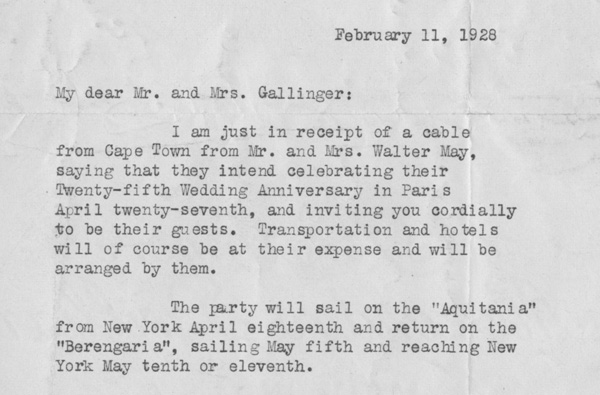 February 11, 1928
My dear Mr. and Mrs. Gallinger:
I am just in receipt of a cable
from Cape Town from Mr. and Mrs. Walter May,
saying that they intend celebrating their
Twenty-fifth Wedding Anniversary in Paris
April twenty-seventh, and inviting you cordially
to be their guests. Transportation and hotels
will of course be at their expense and will be
arranged by them.
The party will sail on the "Aquitania"
from New York April eighteenth and return on the
"Berengaria", sailing May fifth and reaching New
York May tenth or eleventh.